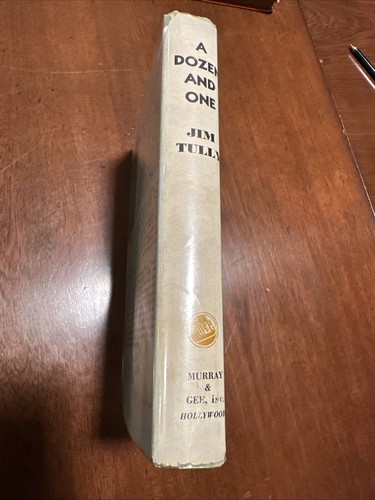 A
DOZEN
AND
ONE
JIM
TULLY
MURRAY
&
GEE, inc.
HOLLYWOOD